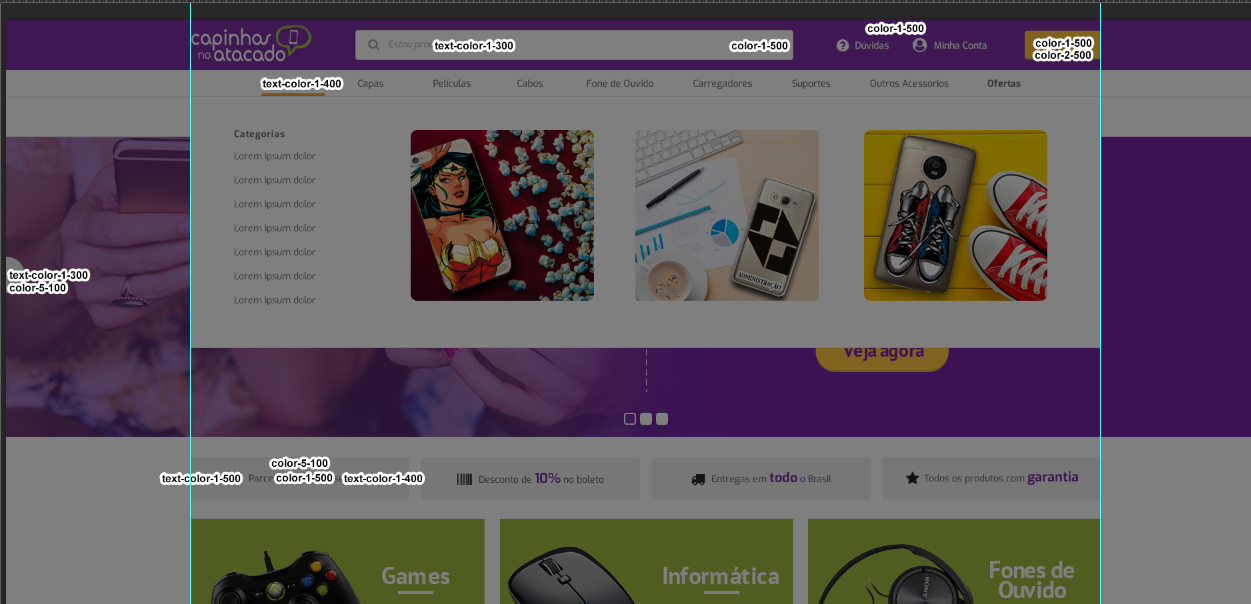 capinhas
no atacado
Estou
text-color-1-300
color-1-500
color-1-500
Dúvidas
Minha Conta
color-1-500
color-2-500
text-color-1-400
Capas
Películas
Cabos
Fone de Ouvido
Carregadores
Suportes
Outros Acessórios
Ofertas
Categorias
Lorem ipsum dolor
Lorem ipsum dolor
Lorem ipsum dolor
Lorem ipsum dolor
Lorem ipsum dolor
Lorem ipsum dolor
Lorem ipsum dolor
ADMINISTRAÇÃO
text-color-1-300
color-5-100
Veja agora
color-5-100
text-color-1-500
color-1-500
text-color-1-400
Desconto de 10% no boleto
Entregas em todo o Brasil
Todos os produtos com garantia
Games
Informática
Fones de
Ouvido
SONY